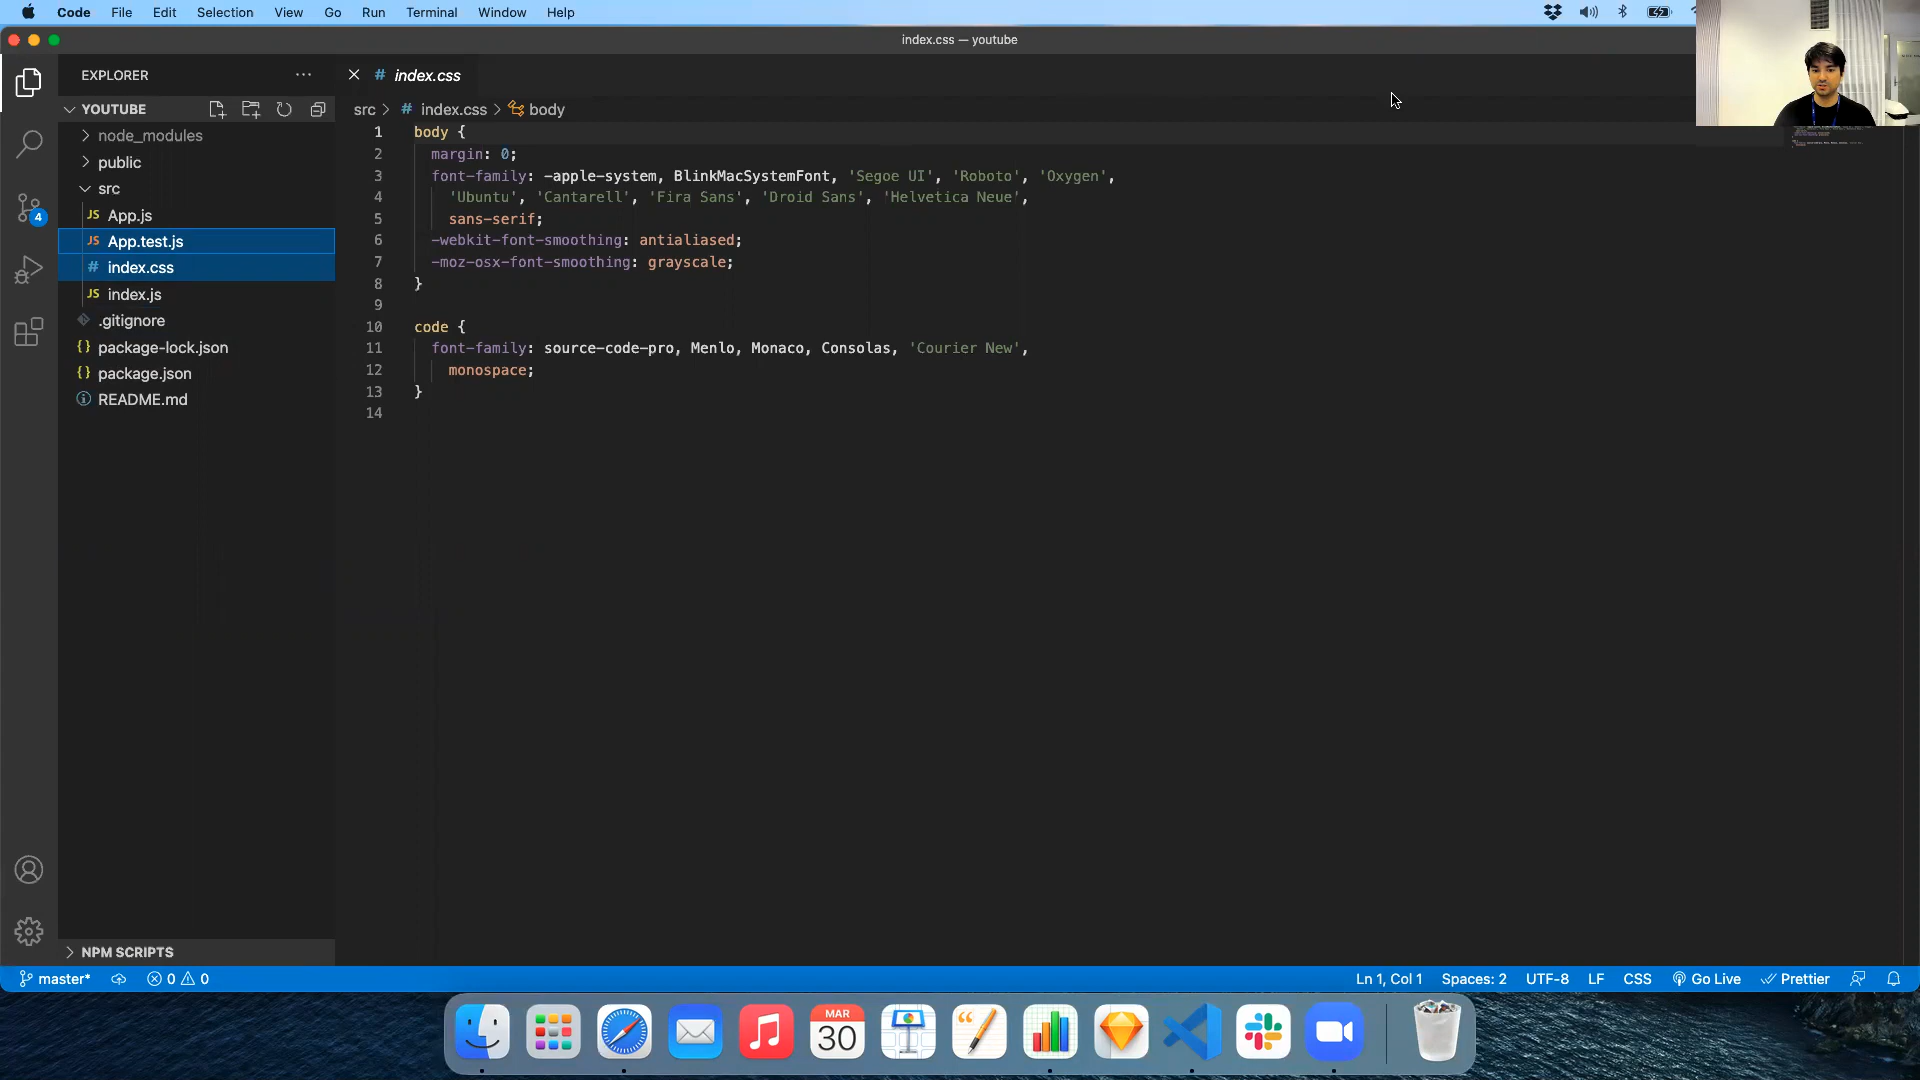 Code File Edit Selection View Go Run Terminal Window Help
index.css — youtube
EXPLORER
# index.css
YOUTUBE
src > # index.css > body
node_modules
public
src
JS App.js
JS App.test.js
# index.css
JS index.js
.gitignore
{} package-lock.json
{} package.json
README.md
1 body {
2 margin: 0;
3 font-family: -apple-system, BlinkMacSystemFont, 'Segoe UI', 'Roboto', 'Oxygen',
4 'Ubuntu', 'Cantarell', 'Fira Sans', 'Droid Sans', 'Helvetica Neue',
5 sans-serif;
6 -webkit-font-smoothing: antialiased;
7 -moz-osx-font-smoothing: grayscale;
8 }
9
10 code {
11 font-family: source-code-pro, Menlo, Monaco, Consolas, 'Courier New',
12 monospace;
13 }
14
4
NPM SCRIPTS
master* 0 0 Ln 1, Col 1 Spaces: 2 UTF-8 LF CSS Go Live Prettier
MAR
30